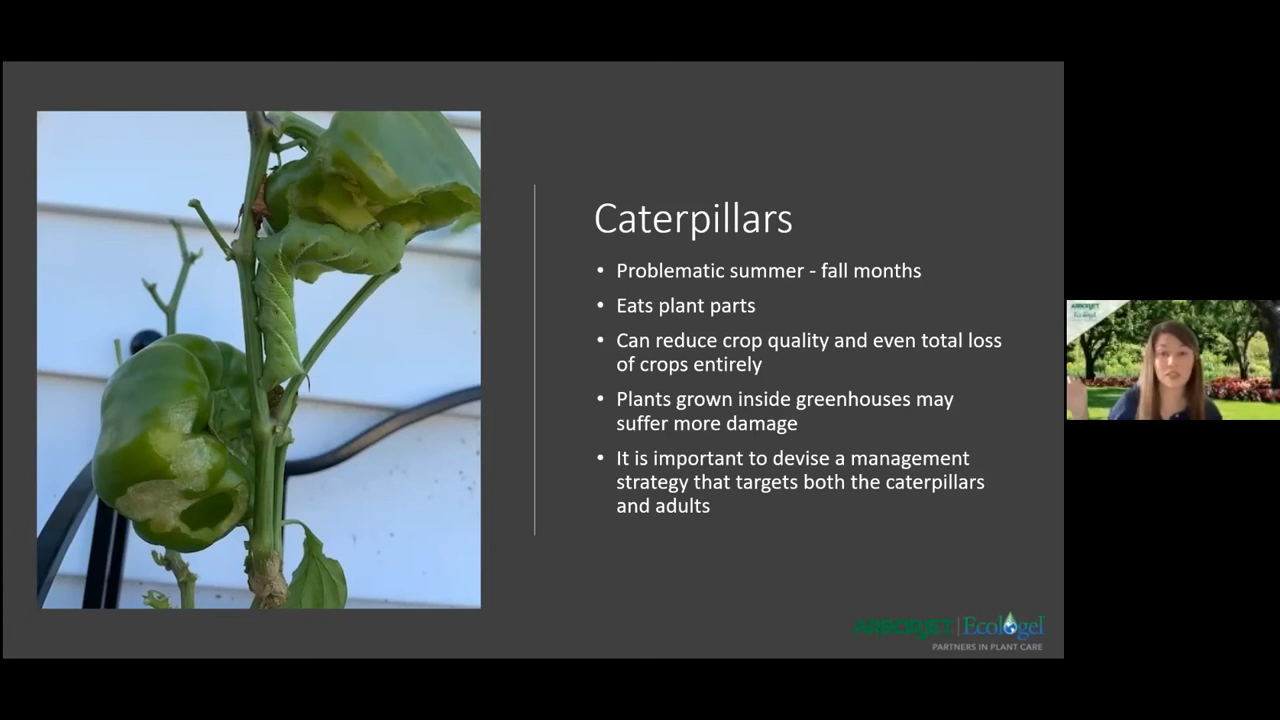 Caterpillars
• Problematic summer - fall months
• Eats plant parts
• Can reduce crop quality and even total loss
of crops entirely
• Plants grown inside greenhouses may
suffer more damage
• It is important to devise a management
strategy that targets both the caterpillars
and adults
ARBORJET | Ecologel
PARTNERS IN PLANT CARE
ARBORJET
Ecologel